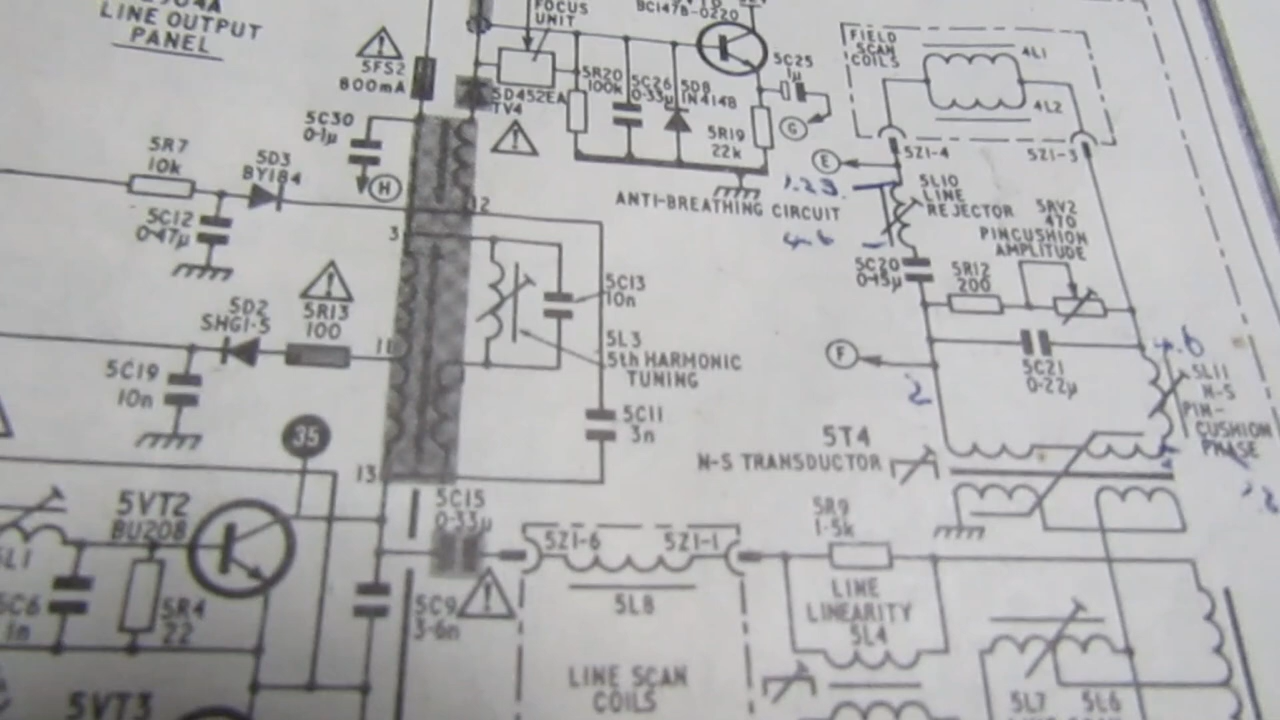 LINE OUTPUT
PANEL
FOCUS
UNIT
BC147B-0220
5FS2
800mA
5D452EA
TV4
5R20
100k
5C26
0·33µ
5D8
1N4148
5C25
1µ
5R19
22k
G
FIELD
SCAN
COILS
4L1
4L2
5Z1-4
5Z1-3
E
5C30
0·1µ
H
5R7
10k
5D3
BY184
5C12
0·47µ
12
3
ANTI-BREATHING CIRCUIT
1.23
4.6
5L10
LINE
REJECTOR
5RV2
470
PINCUSHION
AMPLITUDE
5C20
0·15µ
5R12
200
5C13
10n
5L3
5th HARMONIC
TUNING
5D2
SHG1·5
5R13
100
11
5C19
10n
F
5C21
0·22µ
4.6
5L11
N-S
PIN-
CUSHION
PHASE
2
5C11
3n
35
13
5T4
N-S TRANSDUCTOR
5VT2
BU208
5C15
0·33µ
5Z1-6
5Z1-1
5R9
1·5k
5L1
5C6
1n
5R4
22
5C9
3·6n
5L8
LINE
LINEARITY
5L4
LINE SCAN
COILS
5L7
5L6
5VT3